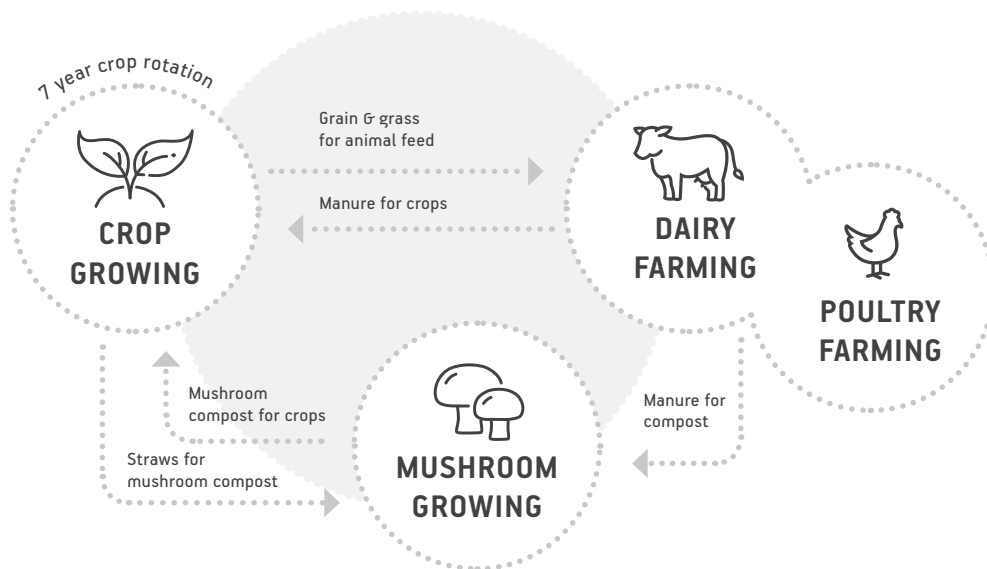 7 year crop rotation
Grain & grass
for animal feed
Manure for crops
CROP
GROWING
DAIRY
FARMING
POULTRY
FARMING
Mushroom
compost for crops
Straws for
mushroom compost
MUSHROOM
GROWING
Manure for
compost